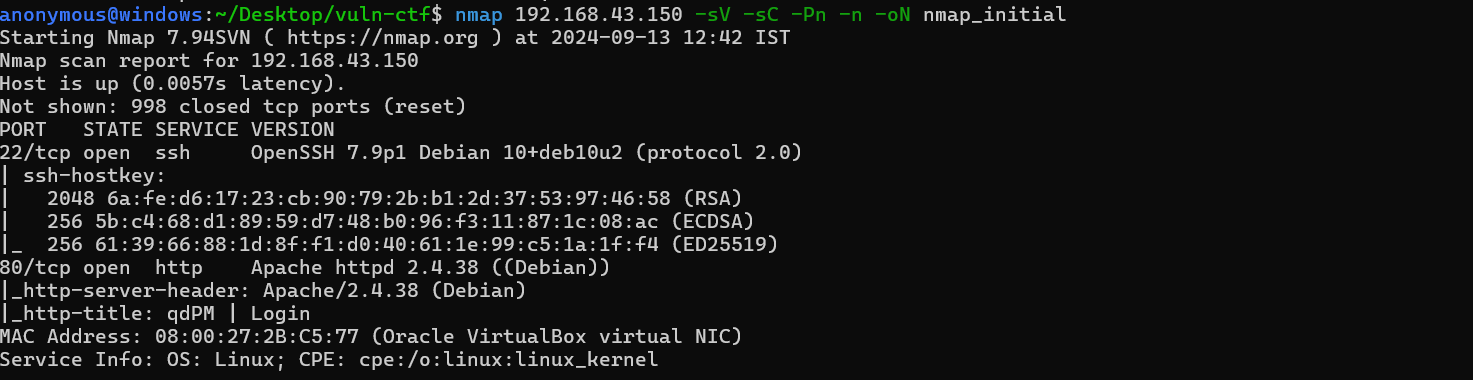 anonymous@windows:~/Desktop/vuln-ctf$ nmap 192.168.43.150 -sV -sC -Pn -n -oN nmap_initial
Starting Nmap 7.94SVN ( https://nmap.org ) at 2024-09-13 12:42 IST
Nmap scan report for 192.168.43.150
Host is up (0.0057s latency).
Not shown: 998 closed tcp ports (reset)
PORT   STATE SERVICE VERSION
22/tcp open  ssh     OpenSSH 7.9p1 Debian 10+deb10u2 (protocol 2.0)
| ssh-hostkey:
|   2048 6a:fe:d6:17:23:cb:90:79:2b:b1:2d:37:53:97:46:58 (RSA)
|   256 5b:c4:68:d1:89:59:d7:48:b0:96:f3:11:87:1c:08:ac (ECDSA)
|_  256 61:39:66:88:1d:8f:f1:d0:40:61:1e:99:c5:1a:1f:f4 (ED25519)
80/tcp open  http    Apache httpd 2.4.38 ((Debian))
|_http-server-header: Apache/2.4.38 (Debian)
|_http-title: qdPM | Login
MAC Address: 08:00:27:2B:C5:77 (Oracle VirtualBox virtual NIC)
Service Info: OS: Linux; CPE: cpe:/o:linux:linux_kernel